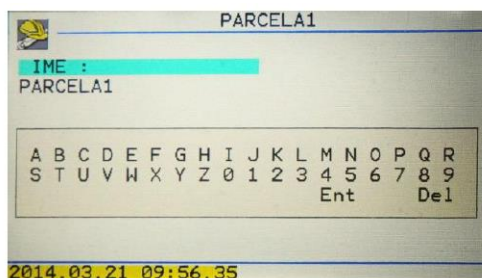 PARCELA1
IME :
PARCELA1
A B C D E F G H I J K L M N O P Q R
S T U V W X Y Z 0 1 2 3 4 5 6 7 8 9
Ent Del
2014.03.21 09:56.35